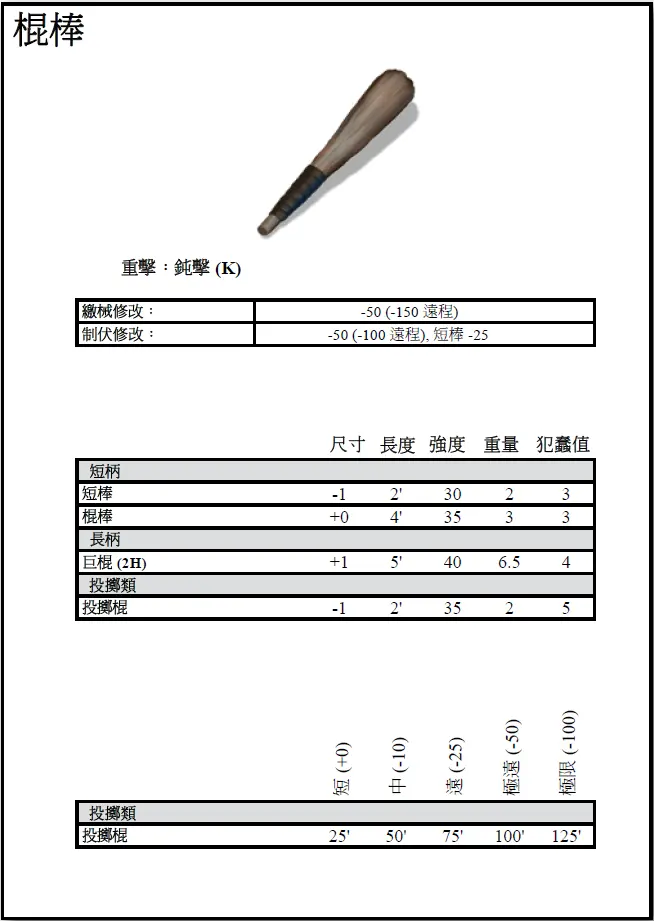 棍棒
重擊：鈍擊 (K)
繳械修改： -50 (-150 遠程)
制伏修改： -50 (-100 遠程), 短棒 -25
尺寸 長度 強度 重量 犯蠢值
短柄
短棒 -1 2' 30 2 3
棍棒 +0 4' 35 3 3
長柄
巨棍 (2H) +1 5' 40 6.5 4
投擲類
投擲棍 -1 2' 35 2 5
短 (+0) 中 (-10) 遠 (-25) 極遠 (-50) 極限 (-100)
投擲類
投擲棍 25' 50' 75' 100' 125'